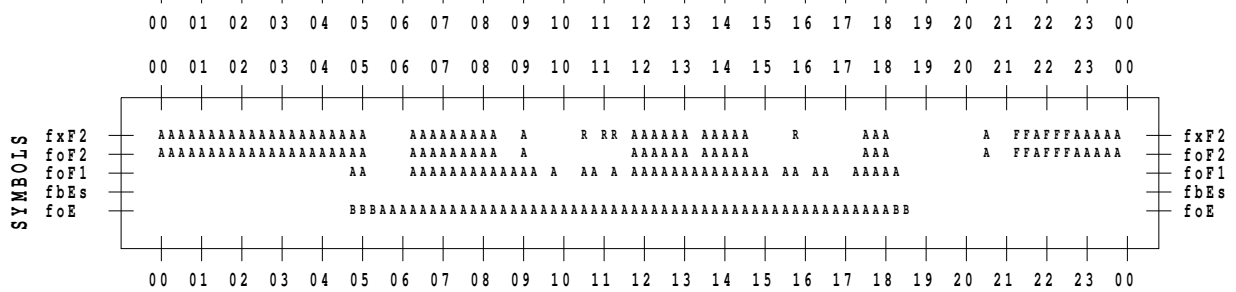 00 01 02 03 04 05 06 07 08 09 10 11 12 13 14 15 16 17 18 19 20 21 22 23 00
00 01 02 03 04 05 06 07 08 09 10 11 12 13 14 15 16 17 18 19 20 21 22 23 00
SYMBOLS
fxF2 AAAAAAAAAAAAAAAAAAAAA AAAAAAAAA A R RR AAAAAA AAAAA R AAA A FFAFFFAAAAA fxF2
foF2 AAAAAAAAAAAAAAAAAAAAA AAAAAAAAA A AAAAAA AAAAA AAA A FFAFFFAAAAA foF2
foF1 AA AAAAAAAAAAAAA A AA A AAAAAAAAAAAAAA AA AA AAAAA foF1
fbEs fbEs
foE BBBAAAAAAAAAAAAAAAAAAAAAAAAAAAAAAAAAAAAAAAAAAAAAAAAAAABB foE
00 01 02 03 04 05 06 07 08 09 10 11 12 13 14 15 16 17 18 19 20 21 22 23 00